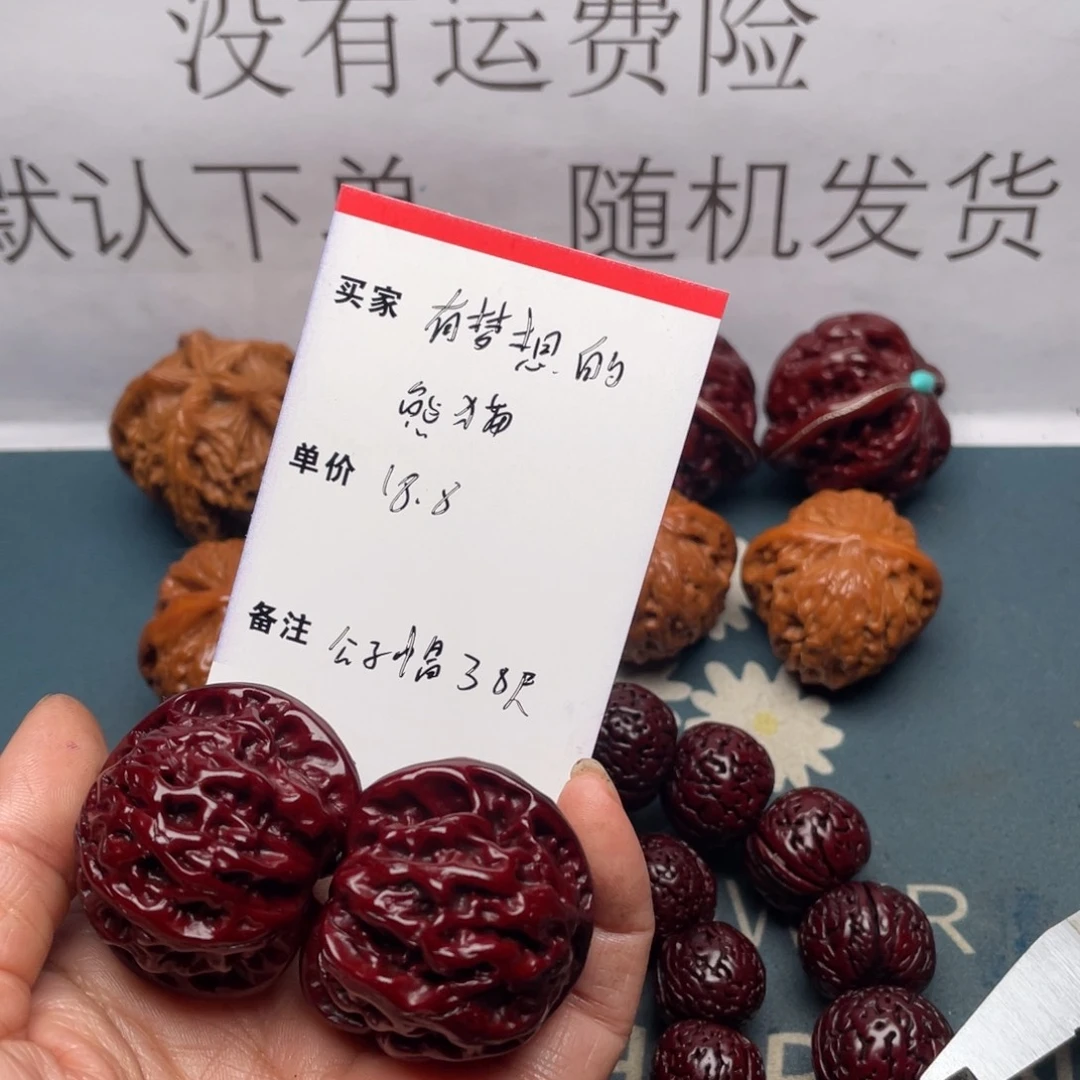 没有运费险
默认下单 随机发货
买家 有梦想的
熊猫
单价 18.8
备注 公子帽38尺